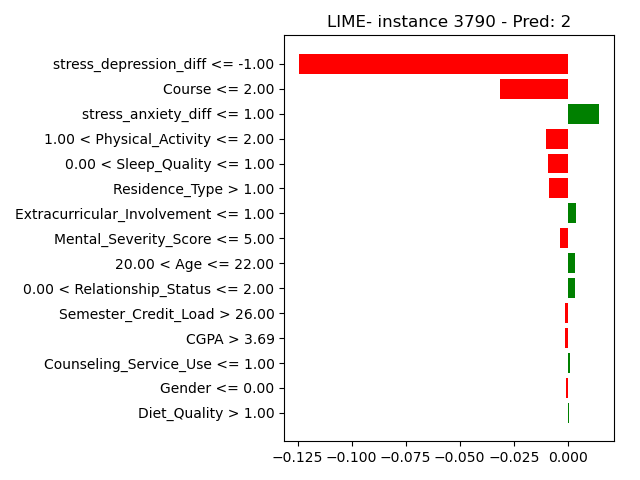 LIME- instance 3790 - Pred: 2
stress_depression_diff <= -1.00
Course <= 2.00
stress_anxiety_diff <= 1.00
1.00 < Physical_Activity <= 2.00
0.00 < Sleep_Quality <= 1.00
Residence_Type > 1.00
Extracurricular_Involvement <= 1.00
Mental_Severity_Score <= 5.00
20.00 < Age <= 22.00
0.00 < Relationship_Status <= 2.00
Semester_Credit_Load > 26.00
CGPA > 3.69
Counseling_Service_Use <= 1.00
Gender <= 0.00
Diet_Quality > 1.00
−0.125 −0.100 −0.075 −0.050 −0.025 0.000